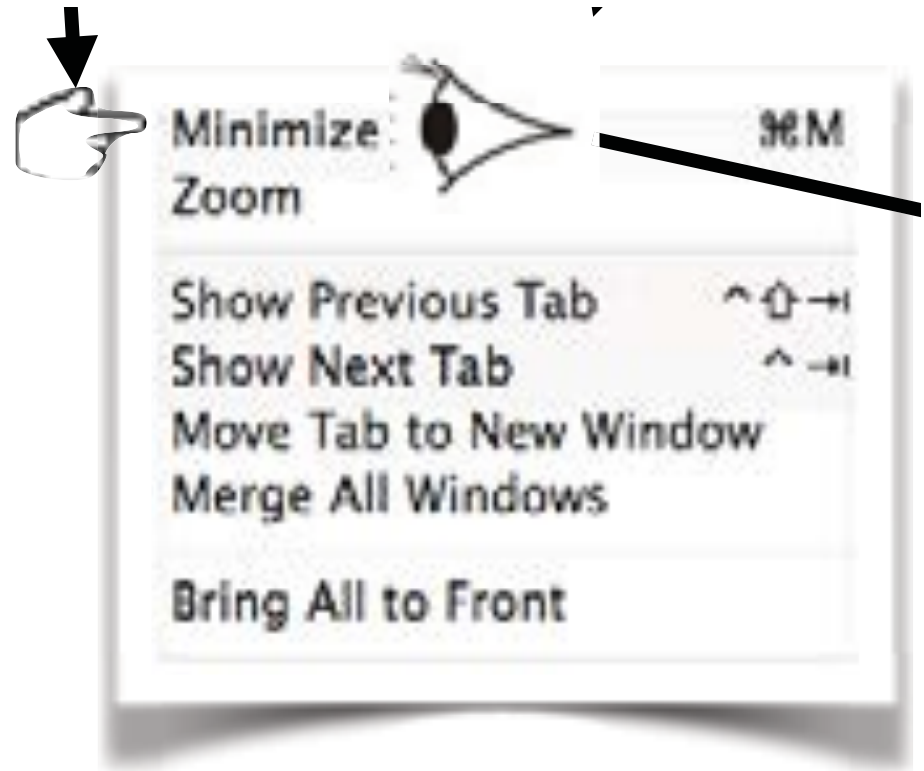 Minimize ⌘M
Zoom
Show Previous Tab ^⇧⇥
Show Next Tab ^⇥
Move Tab to New Window
Merge All Windows
Bring All to Front